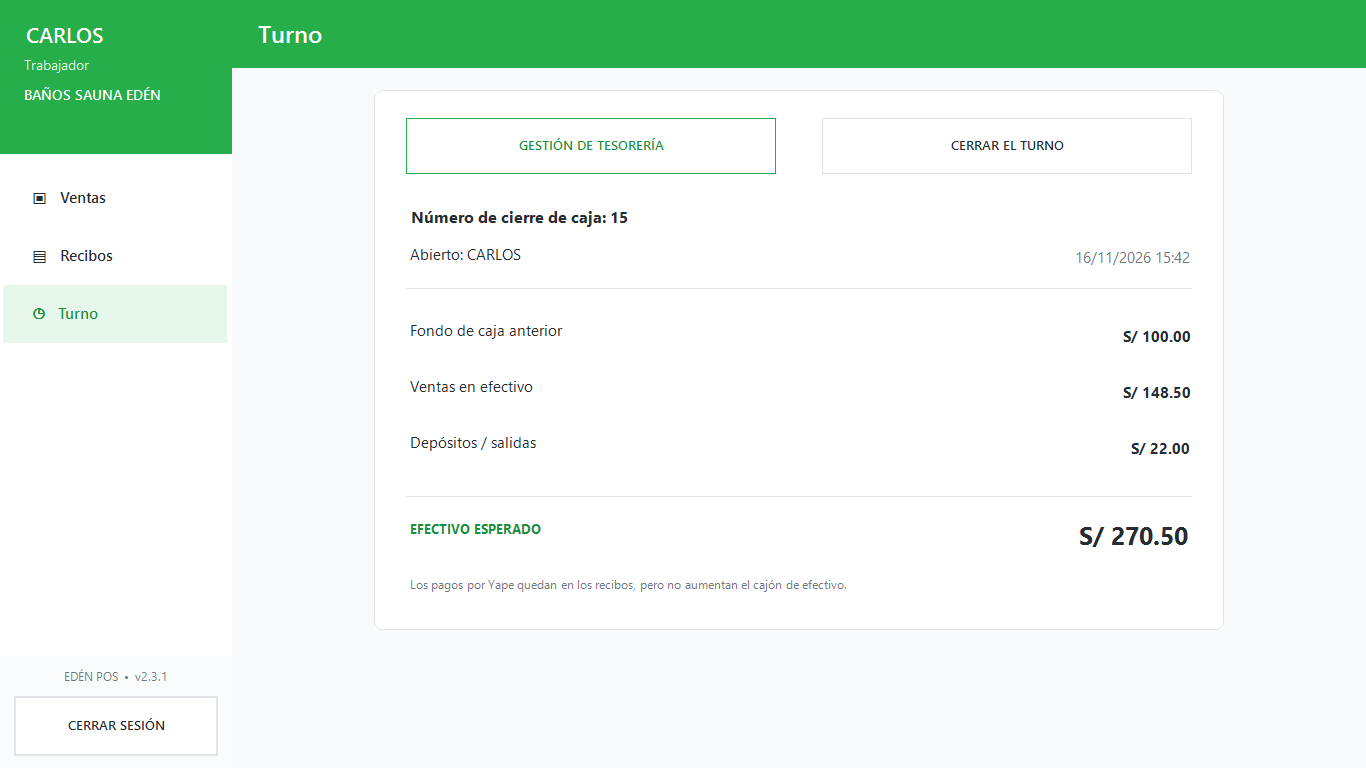 CARLOS
Trabajador
BAÑOS SAUNA EDÉN
Ventas
Recibos
Turno
EDÉN POS • v2.3.1
CERRAR SESIÓN
Turno
GESTIÓN DE TESORERÍA
CERRAR EL TURNO
Número de cierre de caja: 15
Abierto: CARLOS
16/11/2026 15:42
Fondo de caja anterior
S/ 100.00
Ventas en efectivo
S/ 148.50
Depósitos / salidas
S/ 22.00
EFECTIVO ESPERADO
S/ 270.50
Los pagos por Yape quedan en los recibos, pero no aumentan el cajón de efectivo.